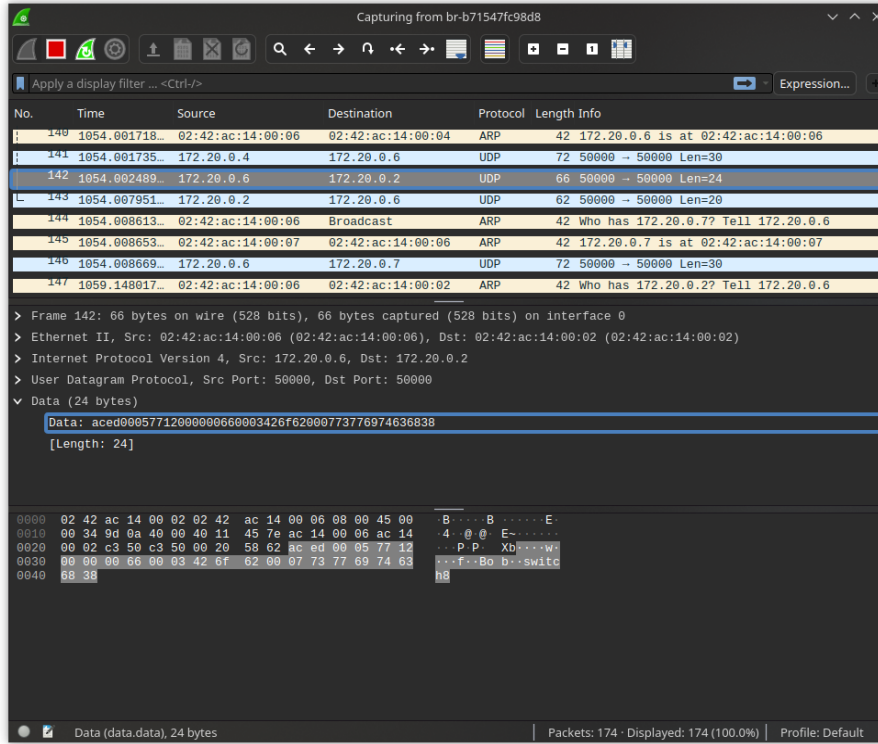 Capturing from br-b71547fc98d8
Apply a display filter ... <Ctrl-/>
Expression...
No. Time Source Destination Protocol Length Info
140 1054.001718… 02:42:ac:14:00:06 02:42:ac:14:00:04 ARP 42 172.20.0.6 is at 02:42:ac:14:00:06
141 1054.001735… 172.20.0.4 172.20.0.6 UDP 72 50000 → 50000 Len=30
142 1054.002489… 172.20.0.6 172.20.0.2 UDP 66 50000 → 50000 Len=24
143 1054.007951… 172.20.0.2 172.20.0.6 UDP 62 50000 → 50000 Len=20
144 1054.008613… 02:42:ac:14:00:06 Broadcast ARP 42 Who has 172.20.0.7? Tell 172.20.0.6
145 1054.008653… 02:42:ac:14:00:07 02:42:ac:14:00:06 ARP 42 172.20.0.7 is at 02:42:ac:14:00:07
146 1054.008669… 172.20.0.6 172.20.0.7 UDP 72 50000 → 50000 Len=30
147 1059.148017… 02:42:ac:14:00:06 02:42:ac:14:00:02 ARP 42 Who has 172.20.0.2? Tell 172.20.0.6
Frame 142: 66 bytes on wire (528 bits), 66 bytes captured (528 bits) on interface 0
Ethernet II, Src: 02:42:ac:14:00:06 (02:42:ac:14:00:06), Dst: 02:42:ac:14:00:02 (02:42:ac:14:00:02)
Internet Protocol Version 4, Src: 172.20.0.6, Dst: 172.20.0.2
User Datagram Protocol, Src Port: 50000, Dst Port: 50000
Data (24 bytes)
Data: aced00057712000000660003426f62000773776974636838
[Length: 24]
0000 02 42 ac 14 00 02 02 42 ac 14 00 06 08 00 45 00 ·B·····B ······E·
0010 00 34 9d 0a 40 00 40 11 45 7e ac 14 00 06 ac 14 ·4··@·@· E~······
0020 00 02 c3 50 c3 50 00 20 58 62 ac ed 00 05 77 12 ···P·P·  Xb····w·
0030 00 00 00 66 00 03 42 6f 62 00 07 73 77 69 74 63 ···f··Bo b··switc
0040 68 38 h8
Data (data.data), 24 bytes
Packets: 174 · Displayed: 174 (100.0%)
Profile: Default